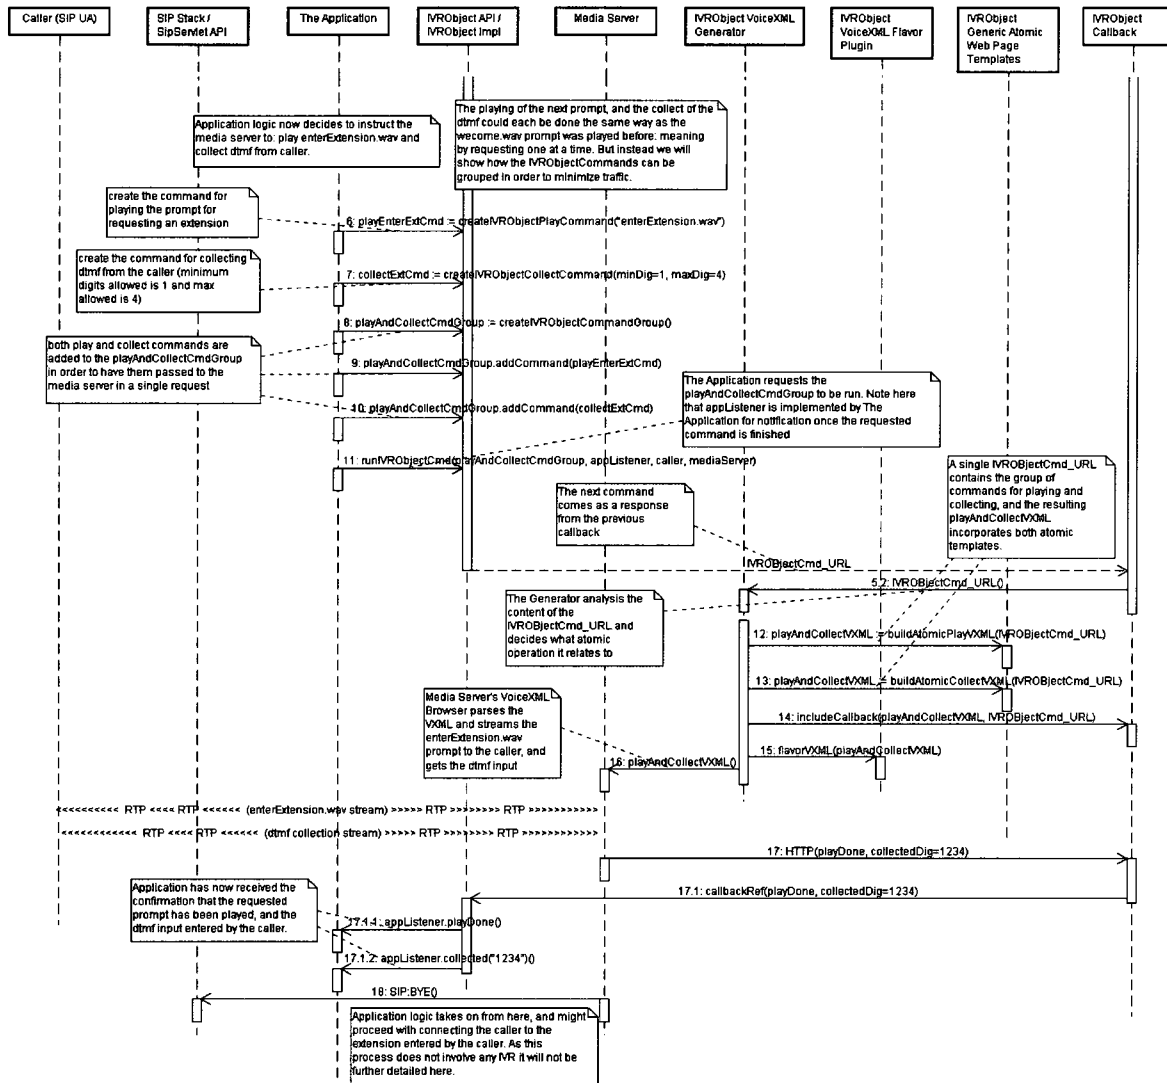 Caller (SIP UA)
SIP Stack /
SipServlet API
The Application
IVRObject API /
IVRObject Impl
Media Server
IVRObject VoiceXML
Generator
IVRObject
VoiceXML Flavor
Plugin
IVRObject
Generic Atomic
Web Page
Templates
IVRObject
Callback
Application logic now decides to instruct the
media server to: play enterExtension.wav and
collect dtmf from caller.
The playing of the next prompt, and the collect of the
dtmf could each be done the same way as the
wecome.wav prompt was played before: meaning
by requesting one at a time. But instead we will
show how the IVRObjectCommands can be
grouped in order to minimize traffic.
create the command for
playing the prompt for
requesting an extension
6: playEnterExtCmd := createIVRObjectPlayCommand("enterExtension.wav")
create the command for collecting
dtmf from the caller (minimum
digits allowed is 1 and max
allowed is 4)
7: collectExtCmd := createIVRObjectCollectCommand(minDig=1, maxDig=4)
8: playAndCollectCmdGroup := createIVRObjectCommandGroup()
both play and collect commands are
added to the playAndCollectCmdGroup
in order to have them passed to the
media server in a single request
9: playAndCollectCmdGroup.addCommand(playEnterExtCmd)
10: playAndCollectCmdGroup.addCommand(collectExtCmd)
The Application requests the
playAndCollectCmdGroup to be run. Note here
that appListener is implemented by The
Application for notification once the requested
command is finished
11: runIVRObjectCmd(playAndCollectCmdGroup, appListener, caller, mediaServer)
A single IVROBjectCmd_URL
contains the group of
commands for playing and
collecting, and the resulting
playAndCollectVXML
incorporates both atomic
templates.
The next command
comes as a response
from the previous
callback
IVROBjectCmd_URL
5.2: IVROBjectCmd_URL()
The Generator analysis the
content of the
IVROBjectCmd_URL and
decides what atomic
operation it relates to
12: playAndCollectVXML := buildAtomicPlayVXML(IVROBjectCmd_URL)
13: playAndCollectVXML := buildAtomicCollectVXML(IVROBjectCmd_URL)
14: includeCallback(playAndCollectVXML, IVROBjectCmd_URL)
Media Server's VoiceXML
Browser parses the
VXML and streams the
enterExtension.wav
prompt to the caller, and
gets the dtmf input
15: flavorVXML(playAndCollectVXML)
16: playAndCollectVXML()
<<<<<<<<< RTP <<<< RTP <<<<<< (enterExtension.wav stream) >>>>> RTP >>>> RTP >>>>>>>>>
<<<<<<<<< RTP <<<< RTP <<<<<< (dtmf collection stream) >>>>> RTP >>>> RTP >>>>>>>>>
17: HTTP(playDone, collectedDig=1234)
17.1: callbackRef(playDone, collectedDig=1234)
Application has now received the
confirmation that the requested
prompt has been played, and the
dtmf input entered by the caller.
17.1.1: appListener.playDone()
17.1.2: appListener.collected("1234")()
18: SIP:BYE()
Application logic takes on from here, and might
proceed with connecting the caller to the
extension entered by the caller. As this
process does not involve any IVR it will not be
further detailed here.